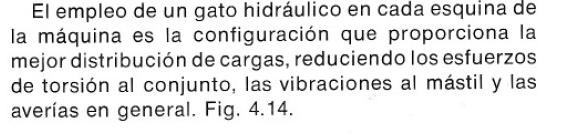 El empleo de un gato hidráulico en cada esquina de
la máquina es la configuración que proporciona la
mejor distribución de cargas, reduciendo los esfuerzos
de torsión al conjunto, las vibraciones al mástil y las
averías en general. Fig. 4.14.